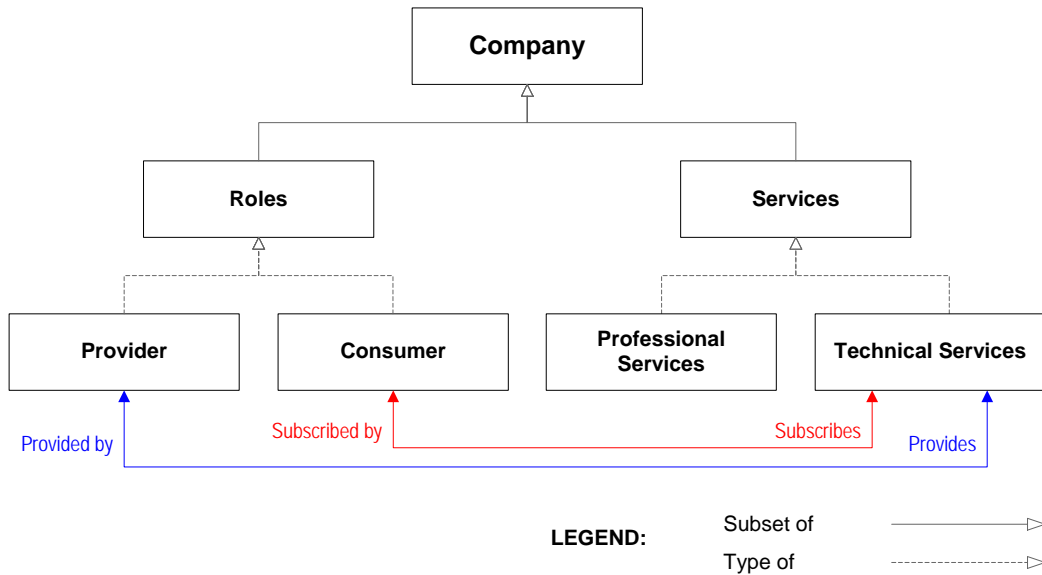 Company
Roles
Services
Provider
Consumer
Professional
Services
Technical Services
Provided by
Subscribed by
Subscribes
Provides
LEGEND:
Subset of
Type of